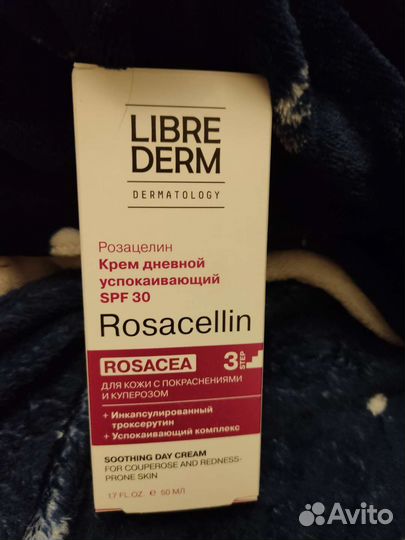 LIBRE
DERM
DERMATOLOGY
Розацелин
Крем дневной
успокаивающий
SPF 30
Rosacellin
ROSACEA
3 STEP
ДЛЯ КОЖИ С ПОКРАСНЕНИЯМИ
И КУПЕРОЗОМ
+ Инкапсулированный
троксерутин
+ Успокаивающий комплекс
SOOTHING DAY CREAM
FOR COUPEROSE AND REDNESS-
PRONE SKIN
1.7 FL.OZ ℮ 50 МЛ
Avito